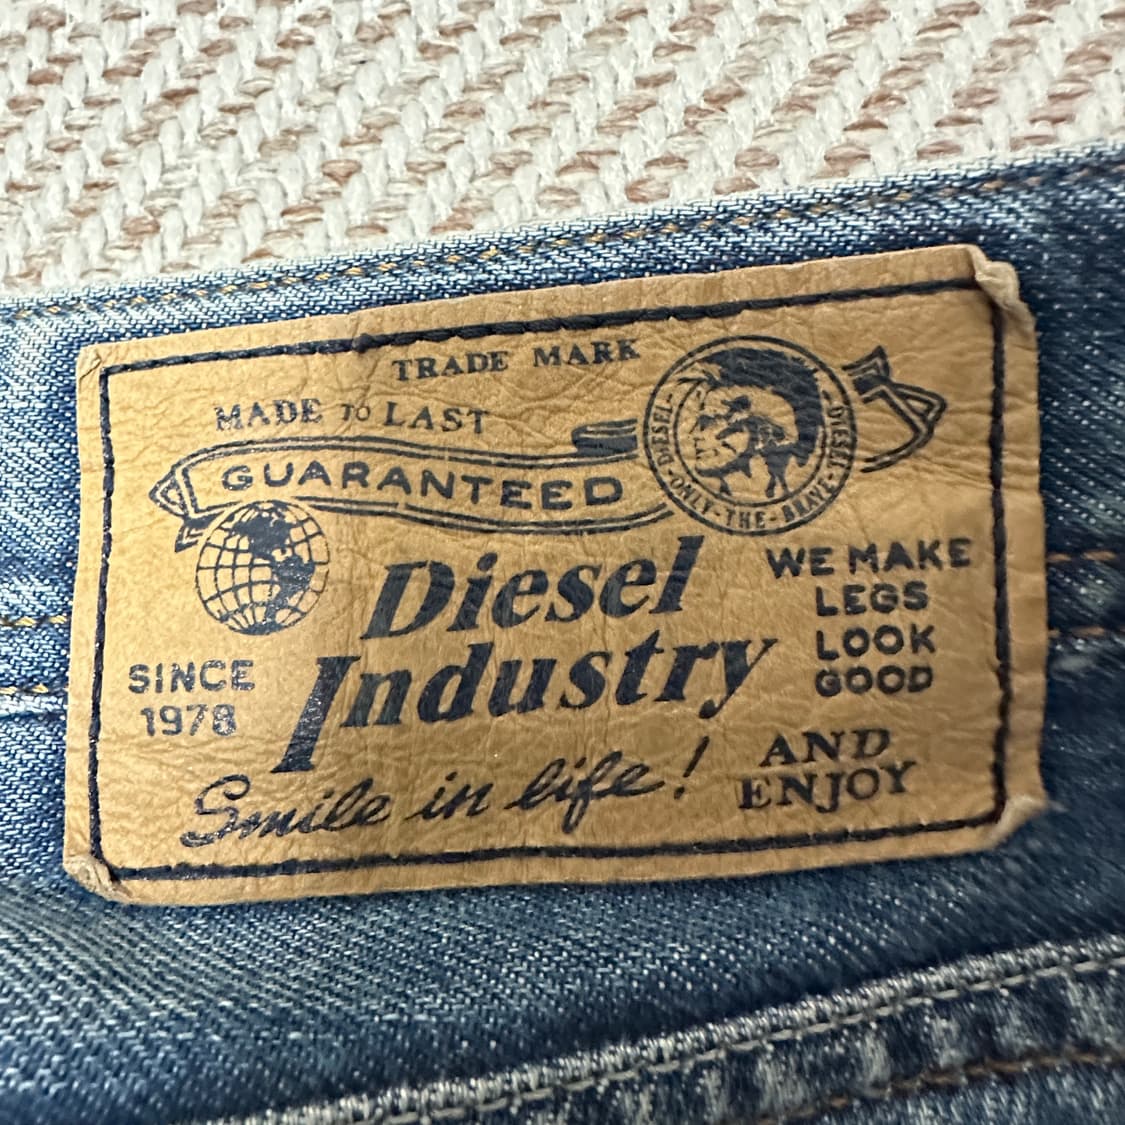 TRADE MARK
MADE TO LAST
GUARANTEED
DIESEL · ONLY · THE · BRAVE · DIESEL
Diesel
Industry
SINCE
1978
WE MAKE
LEGS
LOOK
GOOD
Smile in life!
AND
ENJOY